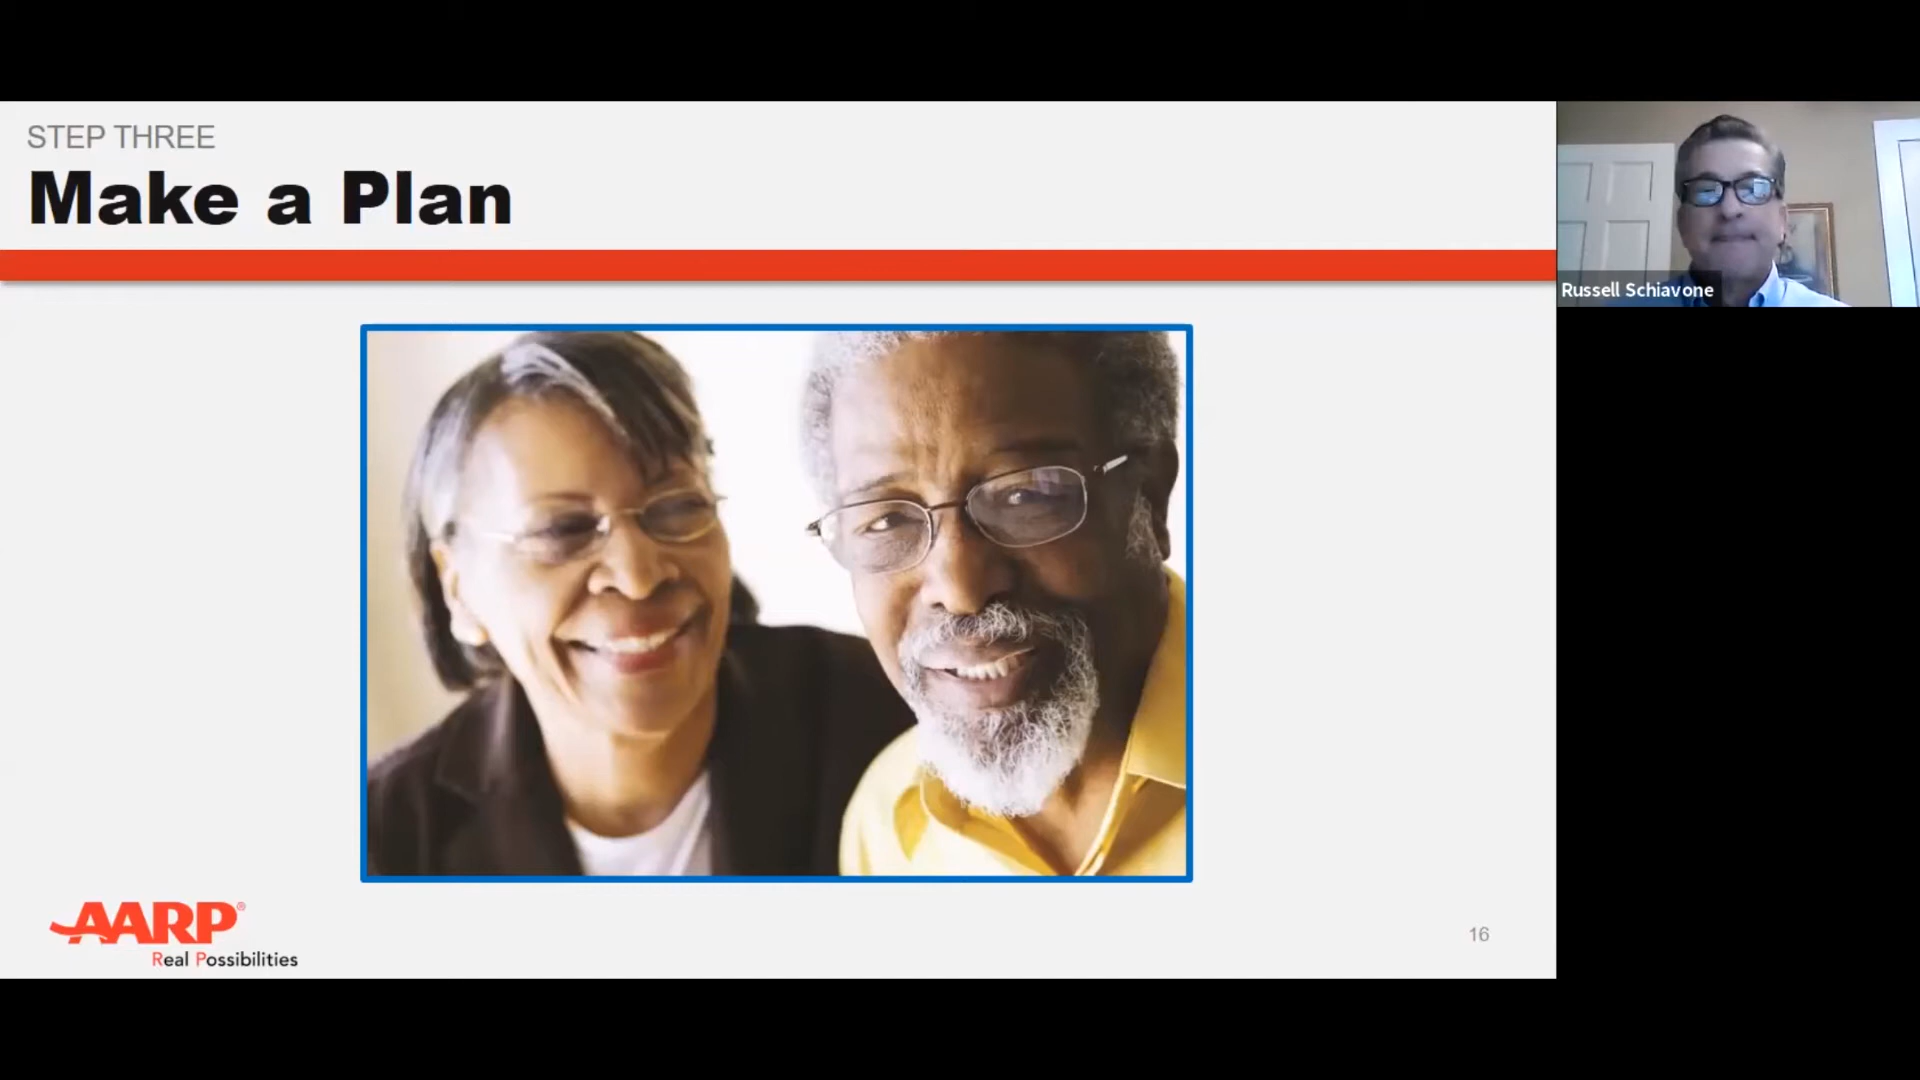 STEP THREE
Make a Plan
Russell Schiavone
AARP®
Real Possibilities
16